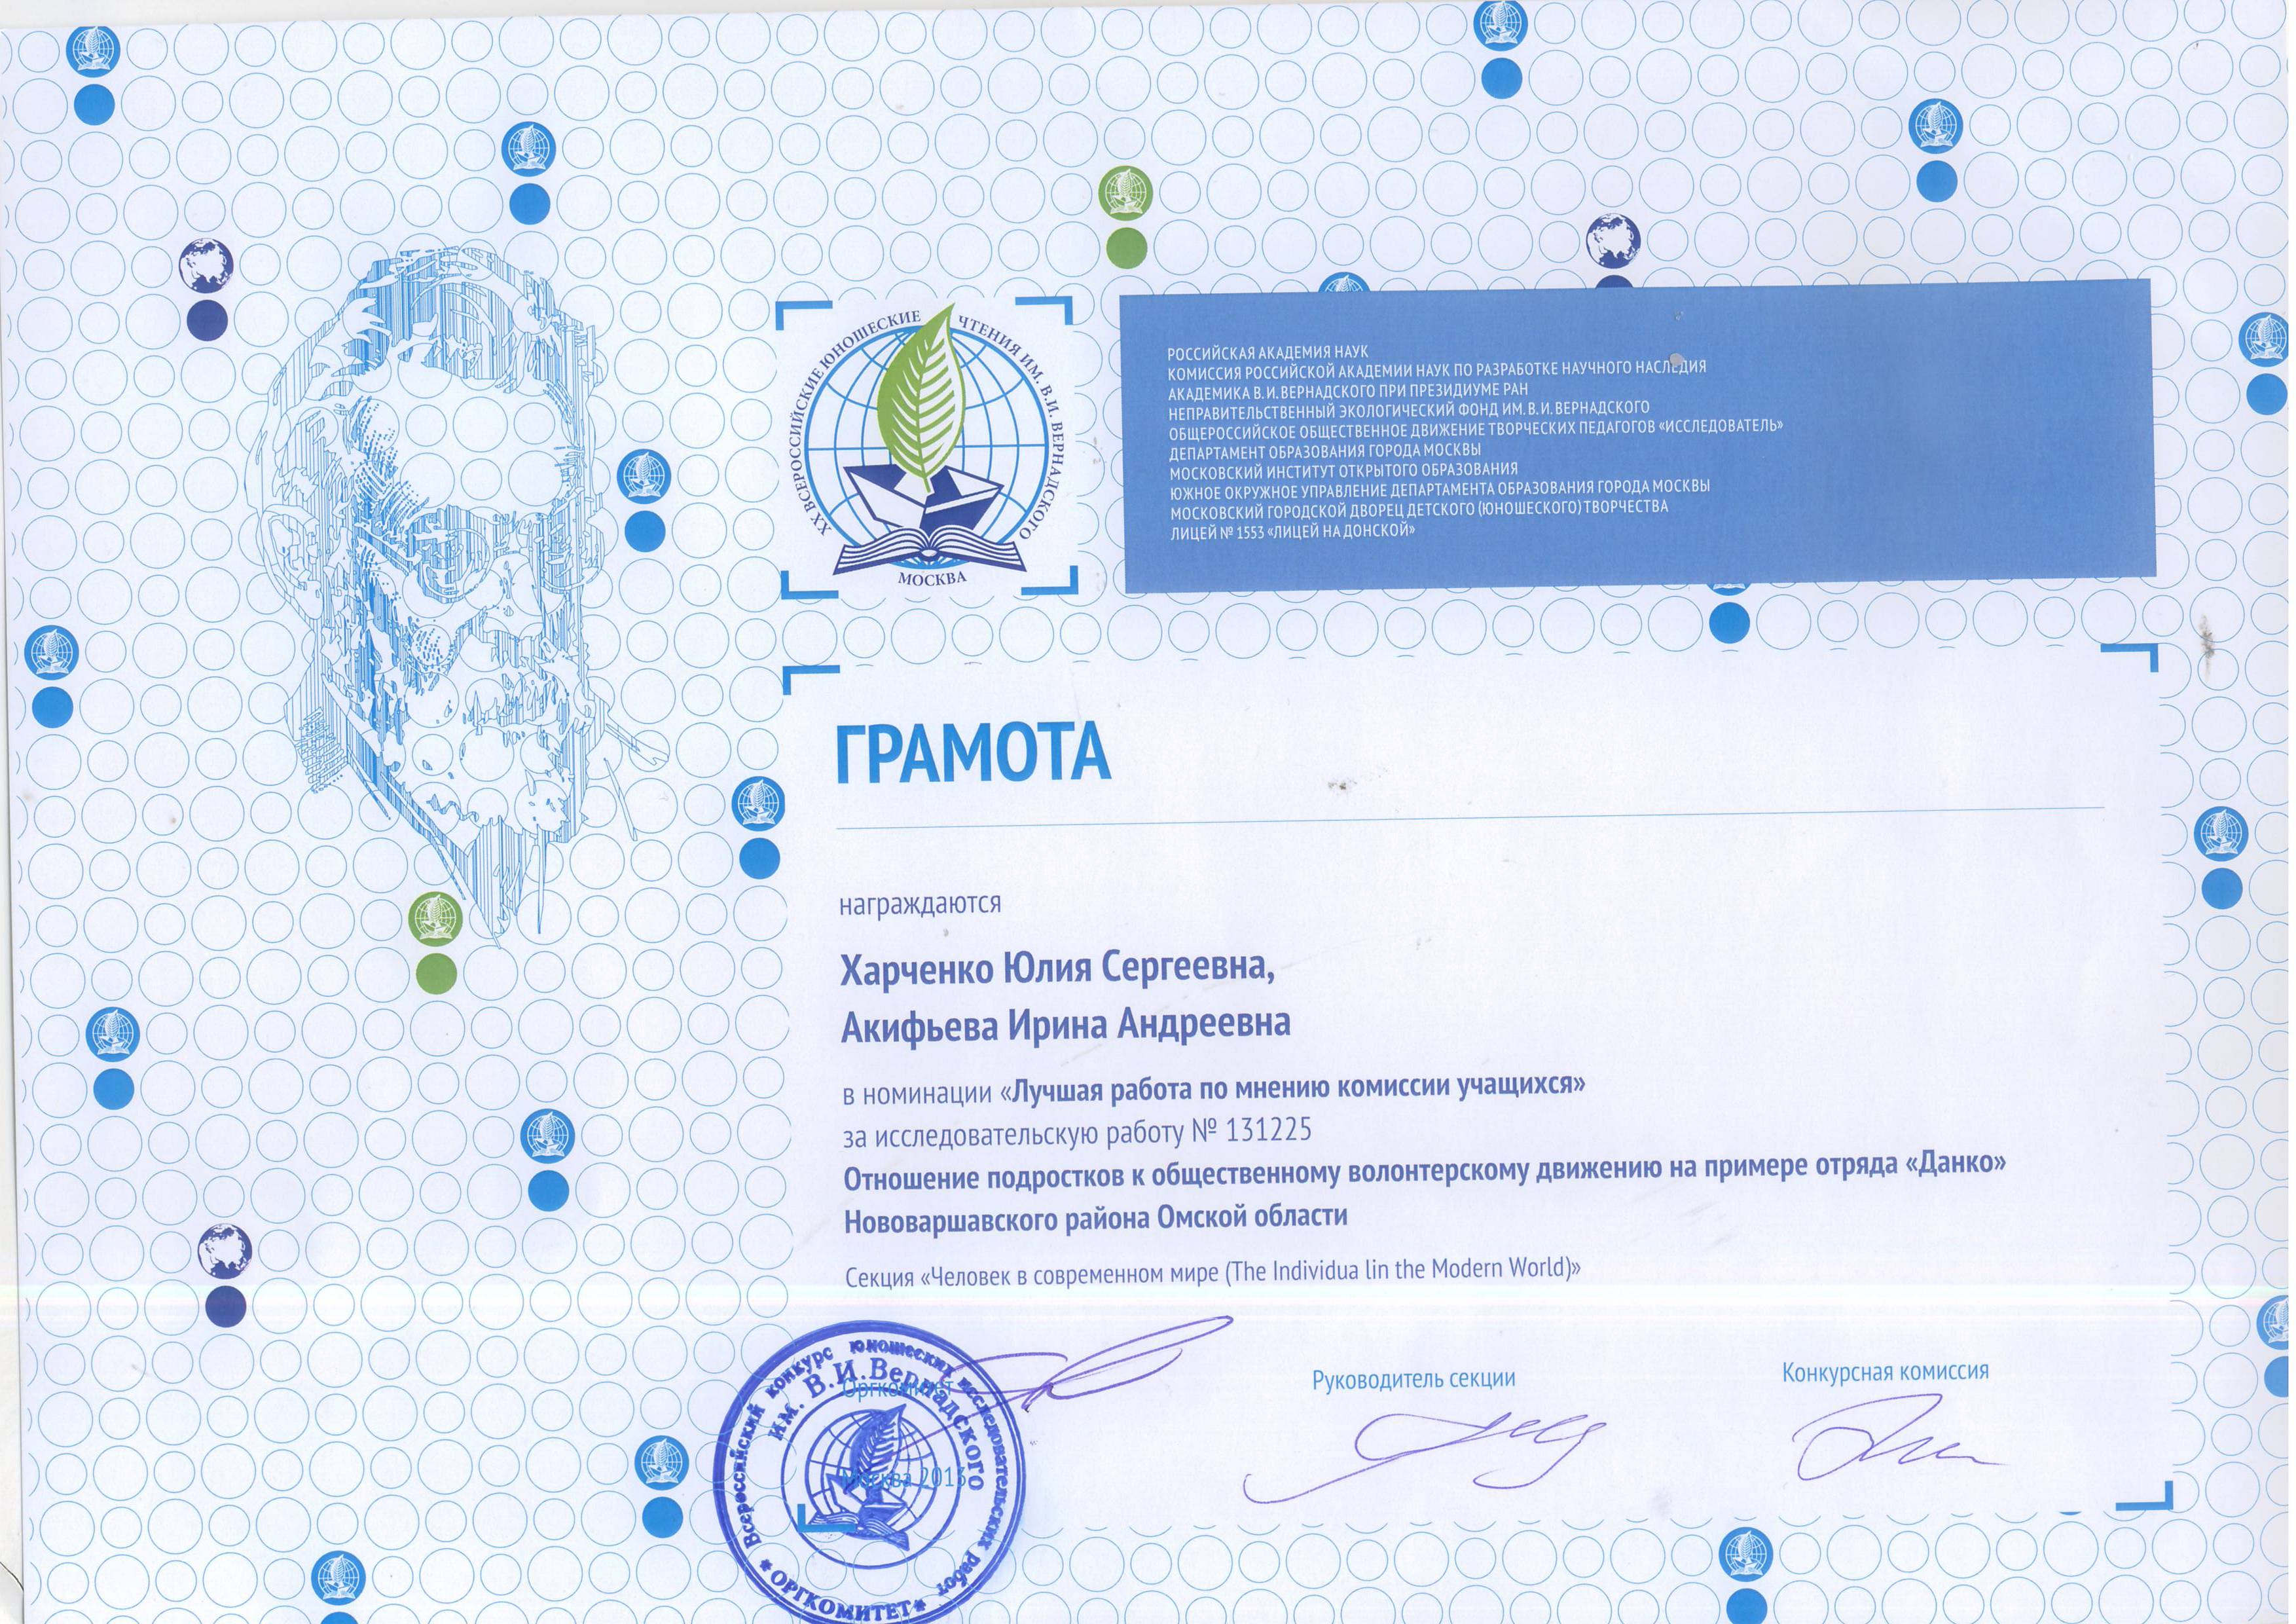 XX ВСЕРОССИЙСКИЕ ЮНОШЕСКИЕ ЧТЕНИЯ ИМ. В.И. ВЕРНАДСКОГО
МОСКВА
РОССИЙСКАЯ АКАДЕМИЯ НАУК
КОМИССИЯ РОССИЙСКОЙ АКАДЕМИИ НАУК ПО РАЗРАБОТКЕ НАУЧНОГО НАСЛЕДИЯ
АКАДЕМИКА В. И. ВЕРНАДСКОГО ПРИ ПРЕЗИДИУМЕ РАН
НЕПРАВИТЕЛЬСТВЕННЫЙ ЭКОЛОГИЧЕСКИЙ ФОНД ИМ. В. И. ВЕРНАДСКОГО
ОБЩЕРОССИЙСКОЕ ОБЩЕСТВЕННОЕ ДВИЖЕНИЕ ТВОРЧЕСКИХ ПЕДАГОГОВ «ИССЛЕДОВАТЕЛЬ»
ДЕПАРТАМЕНТ ОБРАЗОВАНИЯ ГОРОДА МОСКВЫ
МОСКОВСКИЙ ИНСТИТУТ ОТКРЫТОГО ОБРАЗОВАНИЯ
ЮЖНОЕ ОКРУЖНОЕ УПРАВЛЕНИЕ ДЕПАРТАМЕНТА ОБРАЗОВАНИЯ ГОРОДА МОСКВЫ
МОСКОВСКИЙ ГОРОДСКОЙ ДВОРЕЦ ДЕТСКОГО (ЮНОШЕСКОГО) ТВОРЧЕСТВА
ЛИЦЕЙ № 1553 «ЛИЦЕЙ НА ДОНСКОЙ»
ГРАМОТА
награждаются
Харченко Юлия Сергеевна,
Акифьева Ирина Андреевна
в номинации «Лучшая работа по мнению комиссии учащихся»
за исследовательскую работу № 131225
Отношение подростков к общественному волонтерскому движению на примере отряда «Данко»
Нововаршавского района Омской области
Секция «Человек в современном мире (The Individua lin the Modern World)»
Оргкомитет
Руководитель секции
Конкурсная комиссия
Москва 2013
Всероссийский конкурс юношеских исследовательских работ
им. В.И.Вернадского
★ ОРГКОМИТЕТ ★